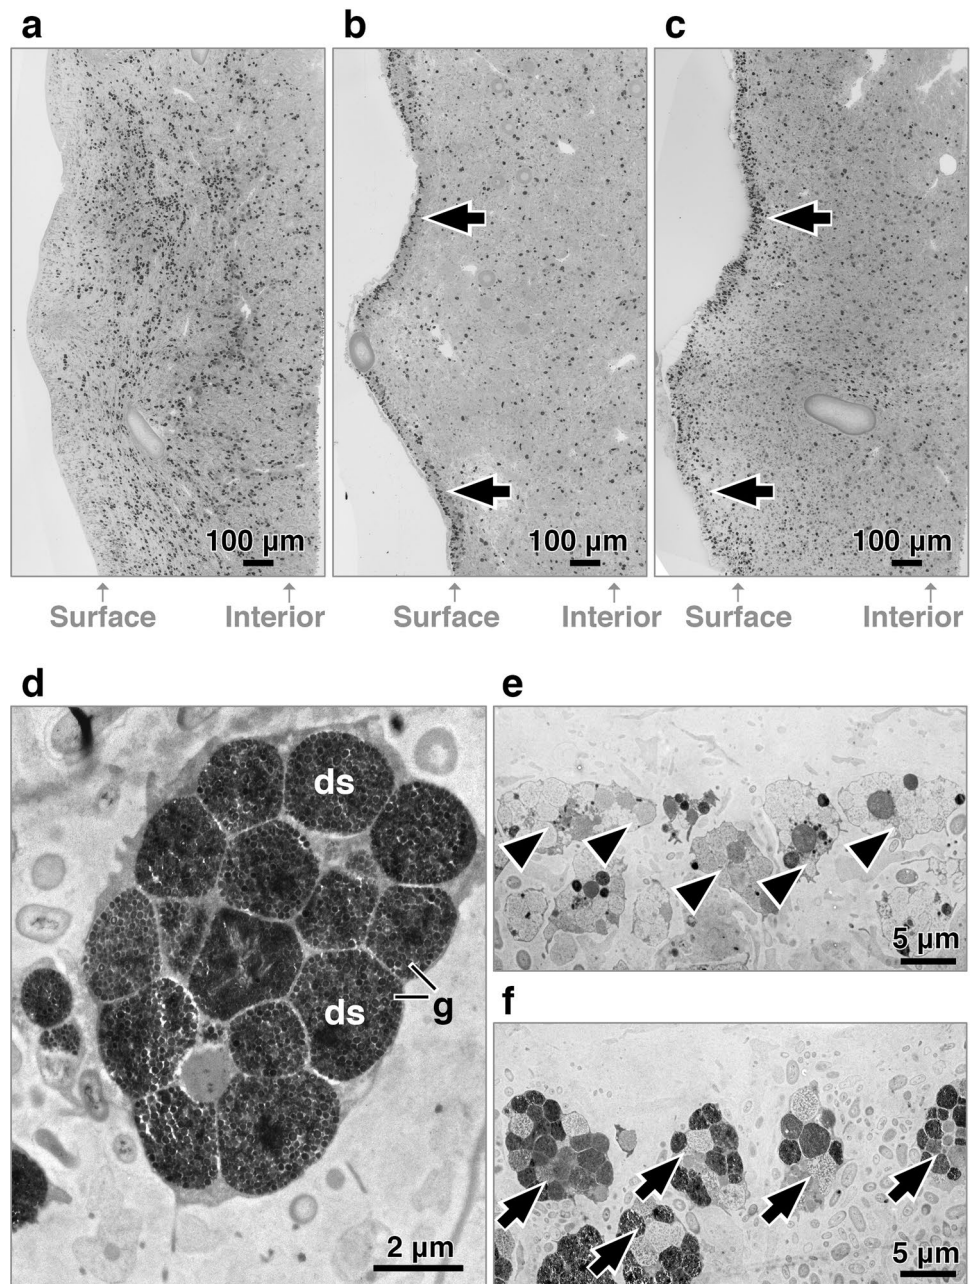 a b c
100 µm 100 µm 100 µm
Surface Interior Surface Interior Surface Interior
d e
ds
ds
g
2 µm
5 µm
f
5 µm